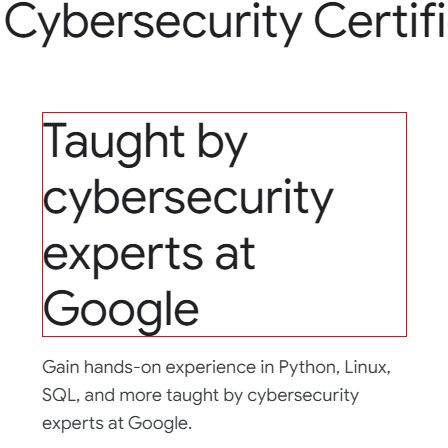 Cybersecurity Certifi
Taught by
cybersecurity
experts at
Google
Gain hands-on experience in Python, Linux,
SQL, and more taught by cybersecurity
experts at Google.